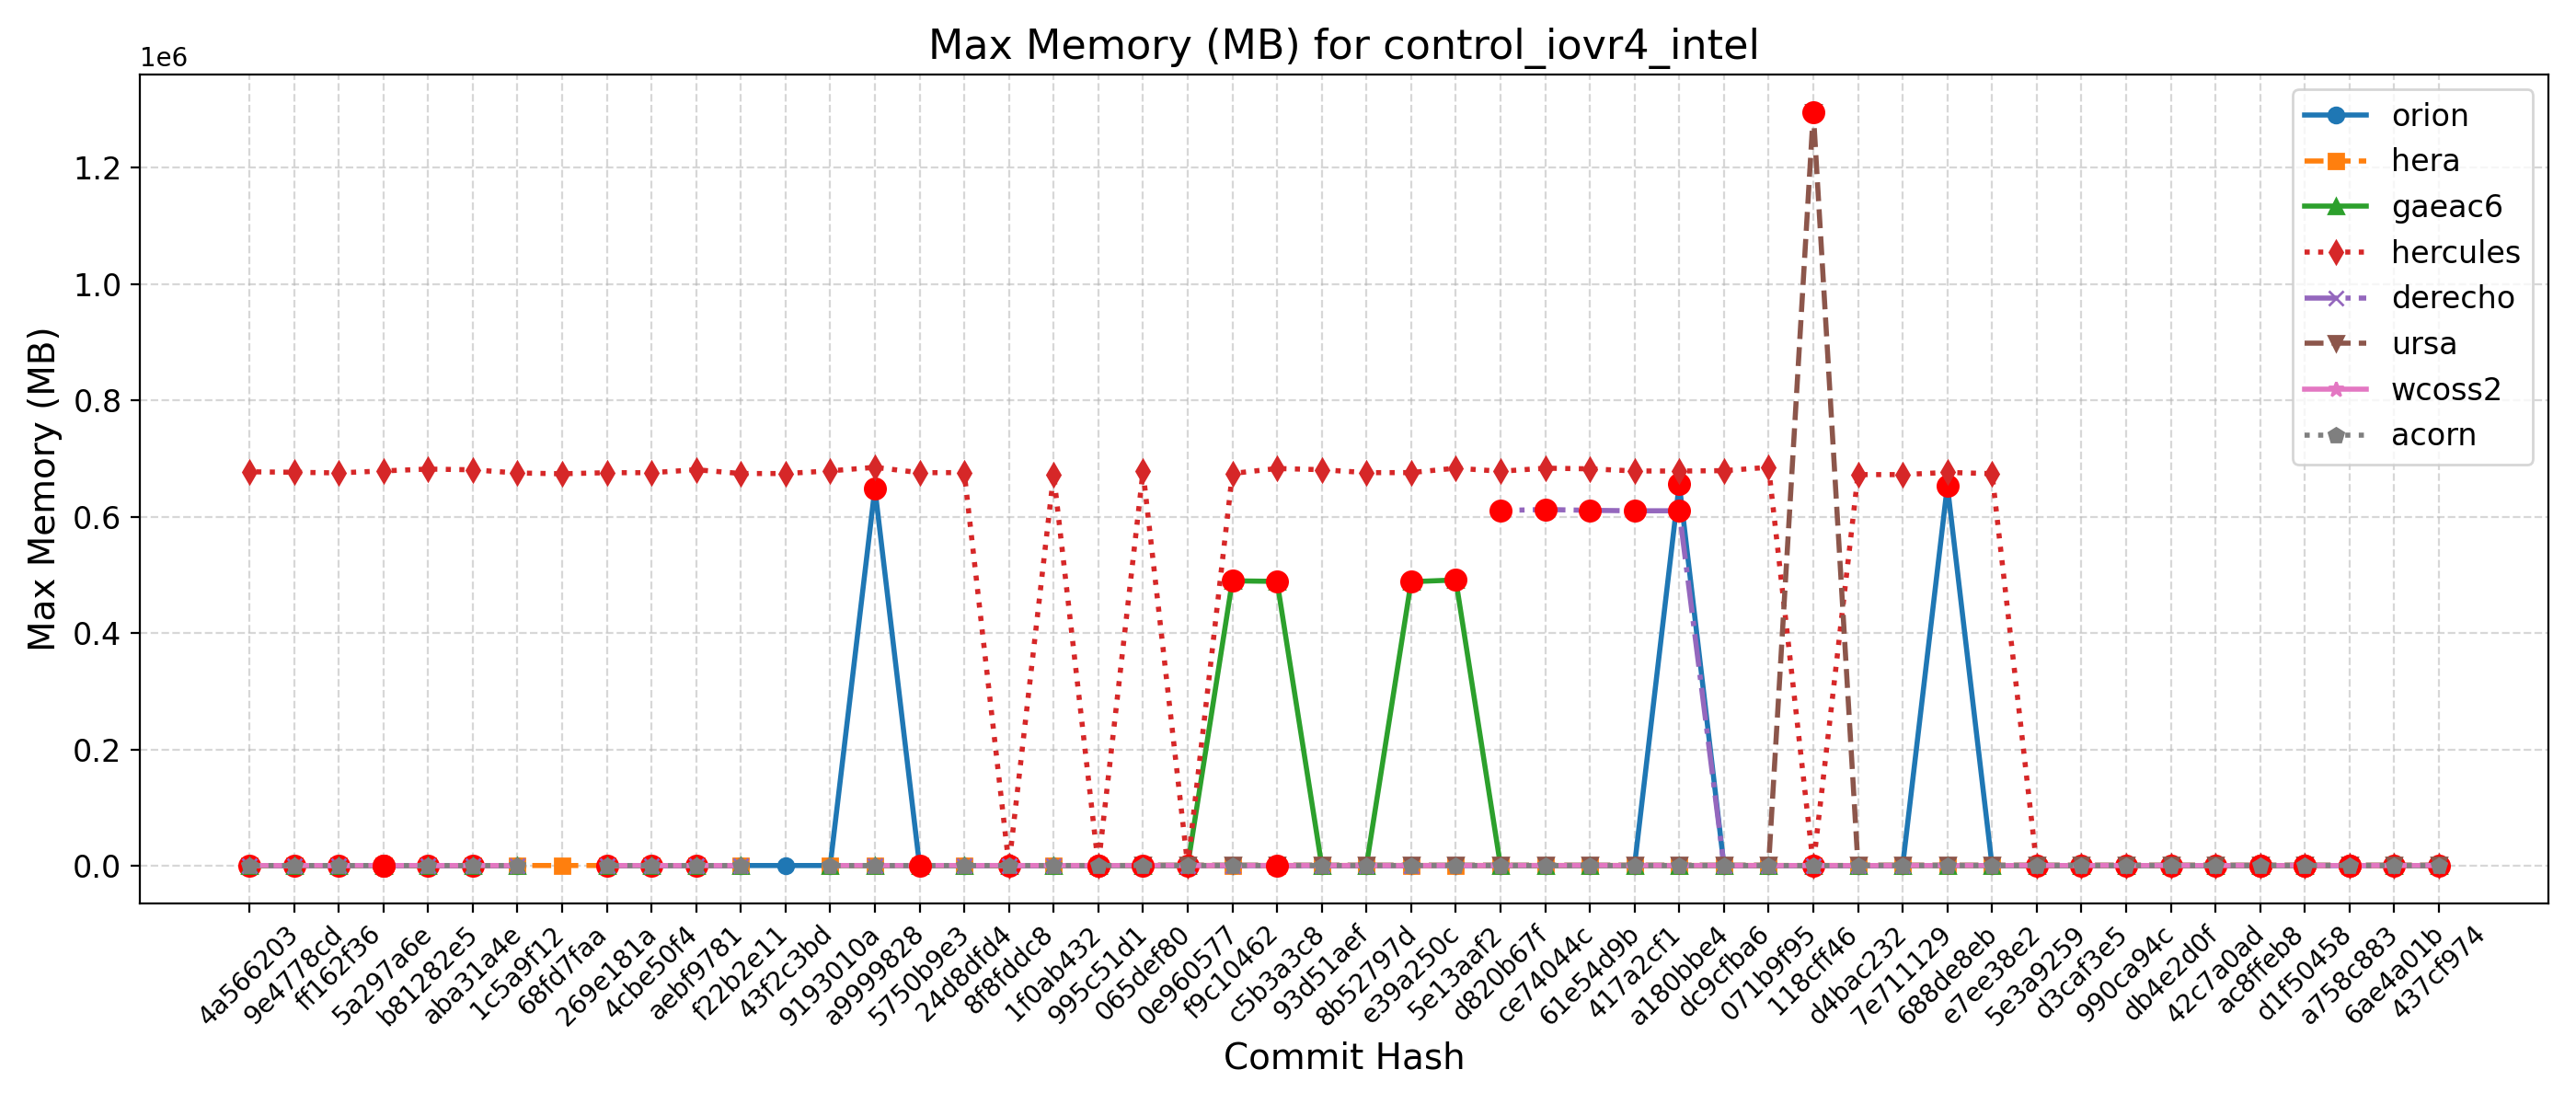 Max Memory (MB) for control_iovr4_intel
1e6
Max Memory (MB)
1.2
1.0
0.8
0.6
0.4
0.2
0.0
orion
hera
gaeac6
hercules
derecho
ursa
wcoss2
acorn
4a566203
9e4778cd
ff162f36
5a297a6e
b81282e5
aba31a4e
1c5a9f12
68fd7faa
269e181a
4cbe50f4
aebf9781
f22b2e11
43f2c3bd
9193010a
a9999828
5750b9e3
24d8dfd4
8f8fddc8
1f0ab432
995c51d1
065def80
0e960577
f9c10462
c5b3a3c8
93d51aef
8b52797d
e39a250c
5e13aaf2
d820b67f
ce74044c
61e54d9b
417a2cf1
a180bbe4
dc9cfba6
071b9f95
118cff46
d4bac232
7e711129
688de8eb
e7ee38e2
5e3a9259
d3caf3e5
990ca94c
db4e2d0f
42c7a0ad
ac8ffeb8
d1f50458
a758c883
6ae4a01b
437cf974
Commit Hash